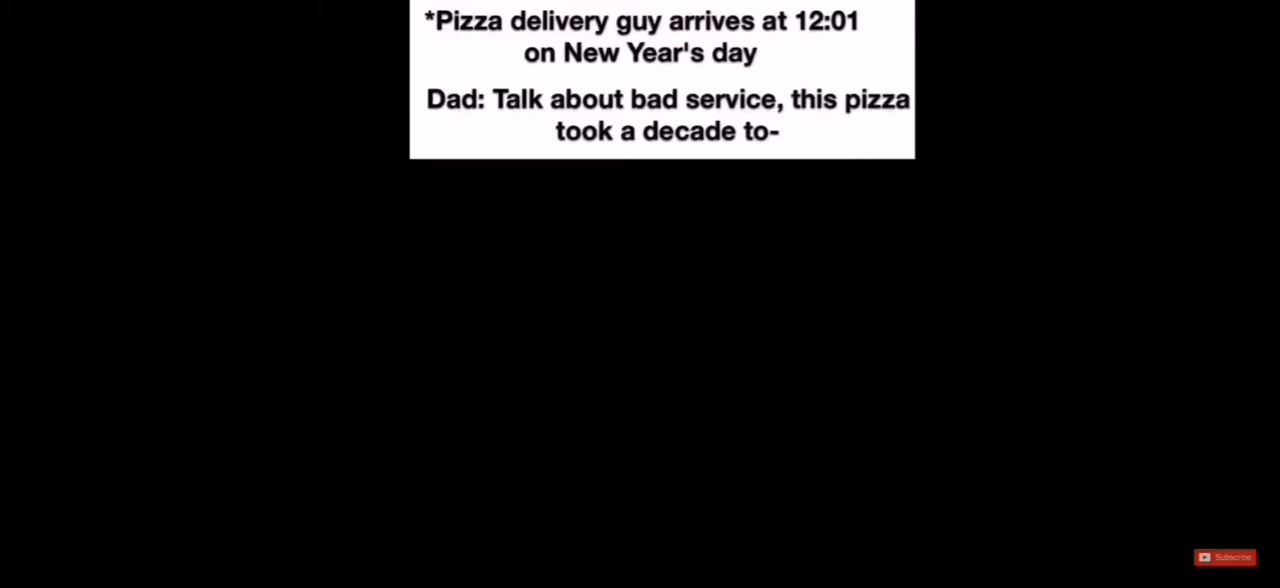 *Pizza delivery guy arrives at 12:01
on New Year's day
Dad: Talk about bad service, this pizza
took a decade to-
Subscribe